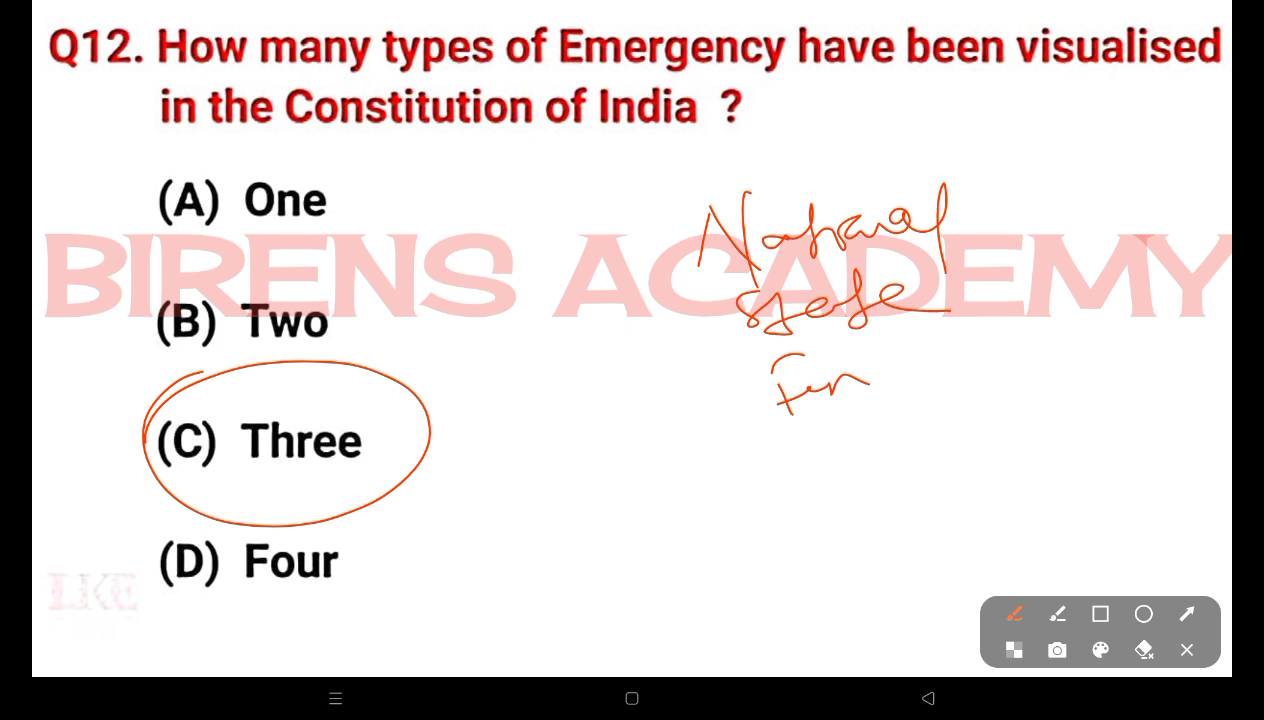 Q12. How many types of Emergency have been visualised
in the Constitution of India ?
(A) One
National
BIRENS ACADEMY
State
(B) Two
Fin
(C) Three
(D) Four
LKE